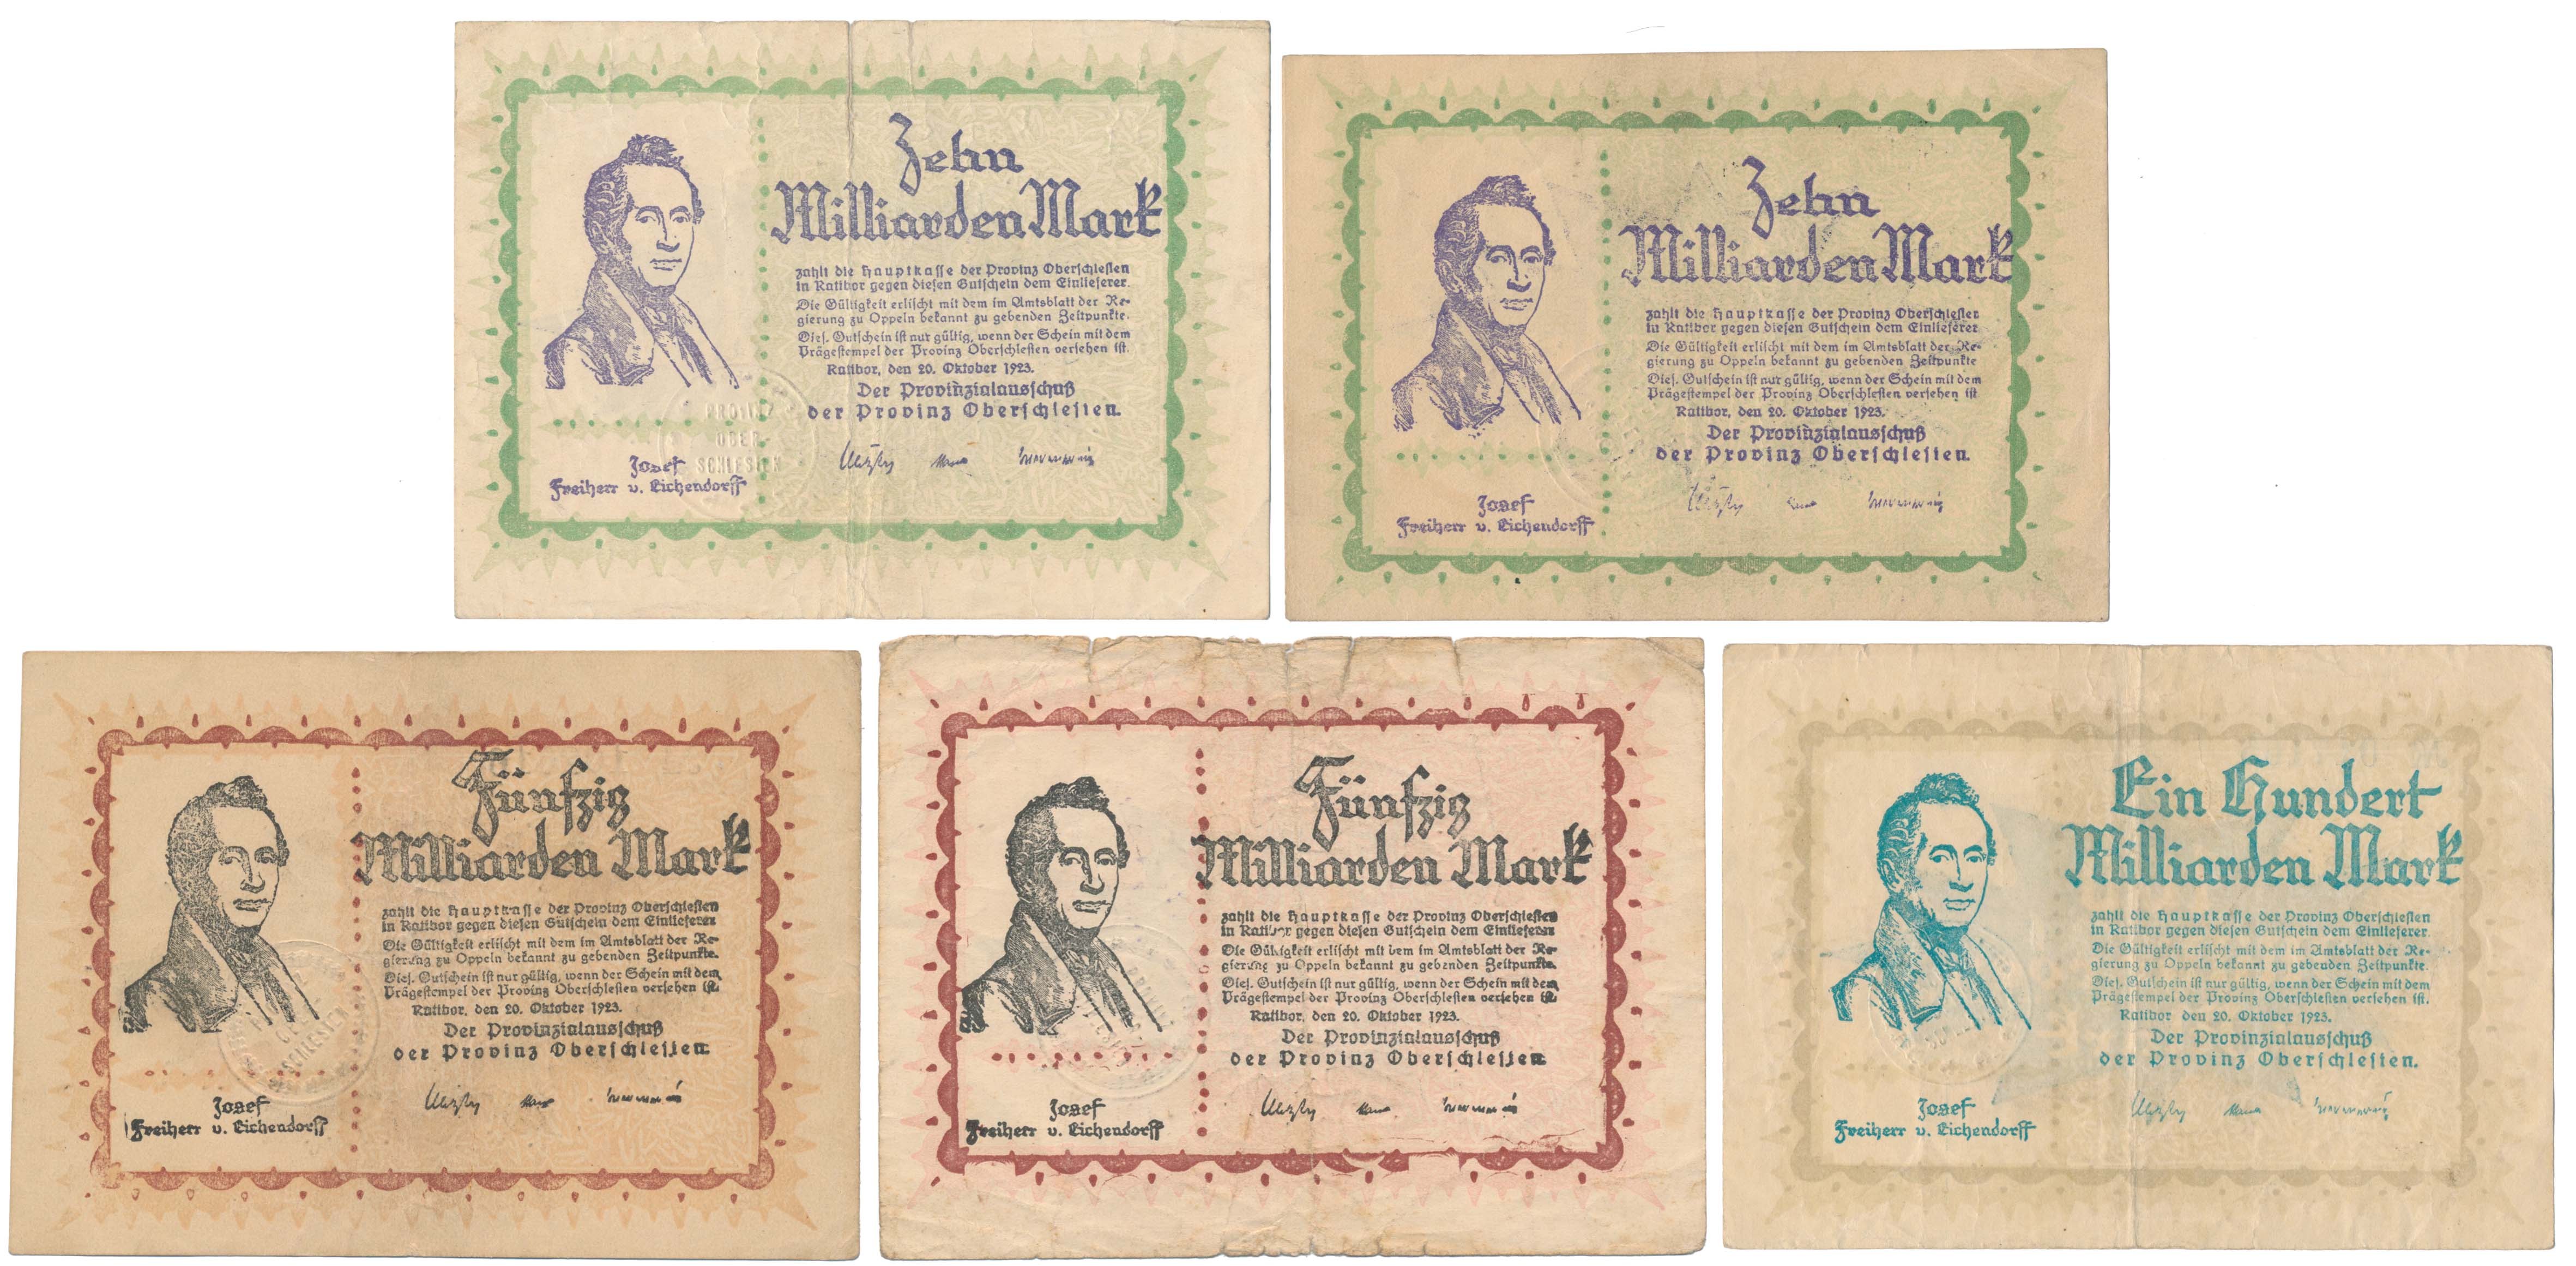 Zehn
Milliarden Mark
zahlt die Hauptkasse der Provinz Oberschlesien
in Ratibor gegen diesen Gutschein dem Einlieferer.
Die Gültigkeit erlischt mit dem im Amtsblatt der Re-
gierung zu Oppeln bekannt zu gebenden Zeitpunkte.
Dies. Gutschein ist nur gültig, wenn der Schein mit dem
Prägestempel der Provinz Oberschlesien versehen ist.
Ratibor, den 20. Oktober 1923.
Der Provinzialausschuß
der Provinz Oberschlesien.
PROVINZ
OBER-
SCHLESIEN
Josef
Freiherr v. Eichendorff
Zehn
Milliarden Mark
zahlt die Hauptkasse der Provinz Oberschlesien
in Ratibor gegen diesen Gutschein dem Einlieferer
Die Gültigkeit erlischt mit dem im Amtsblatt der Re-
gierung zu Oppeln bekannt zu gebenden Zeitpunkte
Dies. Gutschein ist nur gültig, wenn der Schein mit dem
Prägestempel der Provinz Oberschlesien versehen ist
Ratibor, den 20. Oktober 1923.
Der Provinzialausschuß
der Provinz Oberschlesien.
Josef
Freiherr v. Eichendorff
Fünfzig
Milliarden Mark
zahlt die Hauptkasse der Provinz Oberschlesien
in Ratibor gegen diesen Gutschein dem Einlieferer
Die Gültigkeit erlischt mit dem im Amtsblatt der Re-
gierung zu Oppeln bekannt zu gebenden Zeitpunkte.
Dies. Gutschein ist nur gültig, wenn der Schein mit dem
Prägestempel der Provinz Oberschlesien versehen ist.
Ratibor, den 20. Oktober 1923.
Der Provinzialausschuß
der Provinz Oberschlesien.
SCHLESIEN
Josef
Freiherr v. Eichendorff
Fünfzig
Milliarden Mark
zahlt die Hauptkasse der Provinz Oberschlesien
in Ratibor gegen diesen Gutschein dem Einlieferer
Die Gültigkeit erlischt mit dem im Amtsblatt der Re-
gierung zu Oppeln bekannt zu gebenden Zeitpunkte.
Dies. Gutschein ist nur gültig, wenn der Schein mit dem
Prägestempel der Provinz Oberschlesien versehen ist.
Ratibor, den 20. Oktober 1923.
Der Provinzialausschuß
der Provinz Oberschlesien.
Josef
Freiherr v. Eichendorff
Ein Hundert
Milliarden Mark
zahlt die Hauptkasse der Provinz Oberschlesien
in Ratibor gegen diesen Gutschein dem Einlieferer.
Die Gültigkeit erlischt mit dem im Amtsblatt der Re-
gierung zu Oppeln bekannt zu gebenden Zeitpunkte.
Dies. Gutschein ist nur gültig, wenn der Schein mit dem
Prägestempel der Provinz Oberschlesien versehen ist.
Ratibor den 20. Oktober 1923.
Der Provinzialausschuß
der Provinz Oberschlesien.
Josef
Freiherr v. Eichendorff